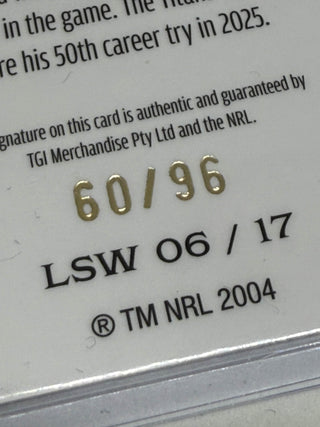 in the game. The Titan
re his 50th career try in 2025.
gnature on this card is authentic and guaranteed by
TGI Merchandise Pty Ltd and the NRL.
60/96
LSW 06 / 17
® TM NRL 2004